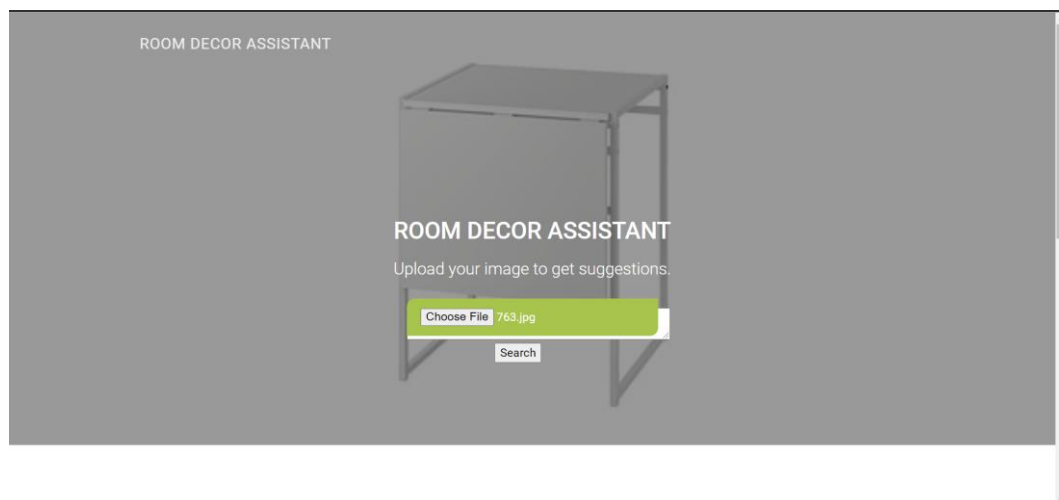 ROOM DECOR ASSISTANT
ROOM DECOR ASSISTANT
Upload your image to get suggestions.
Choose File 763.jpg
Search